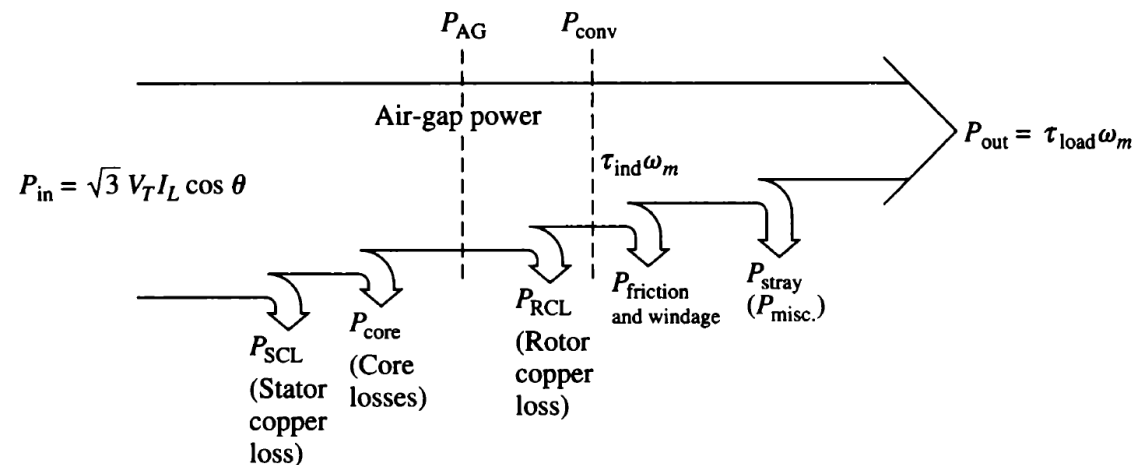 P_AG P_conv
Air-gap power
P_out = τ_load ω_m
τ_ind ω_m
P_in = √3 V_T I_L cos θ
P_SCL
(Stator
copper
loss)
P_core
(Core
losses)
P_RCL
(Rotor
copper
loss)
P_friction
and windage
P_stray
(P_misc.)